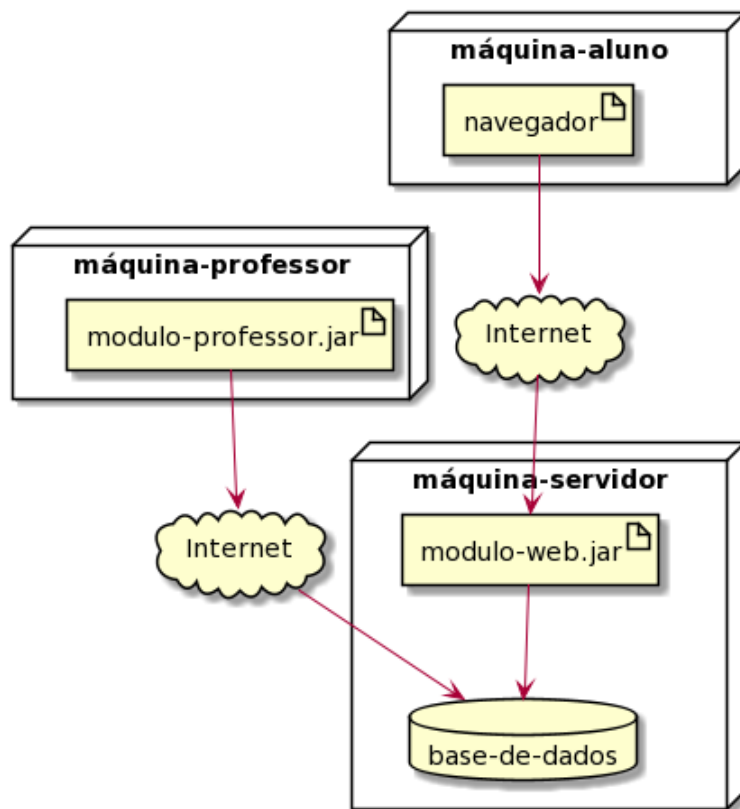 máquina-aluno
navegador
máquina-professor
modulo-professor.jar
Internet
máquina-servidor
modulo-web.jar
Internet
base-de-dados